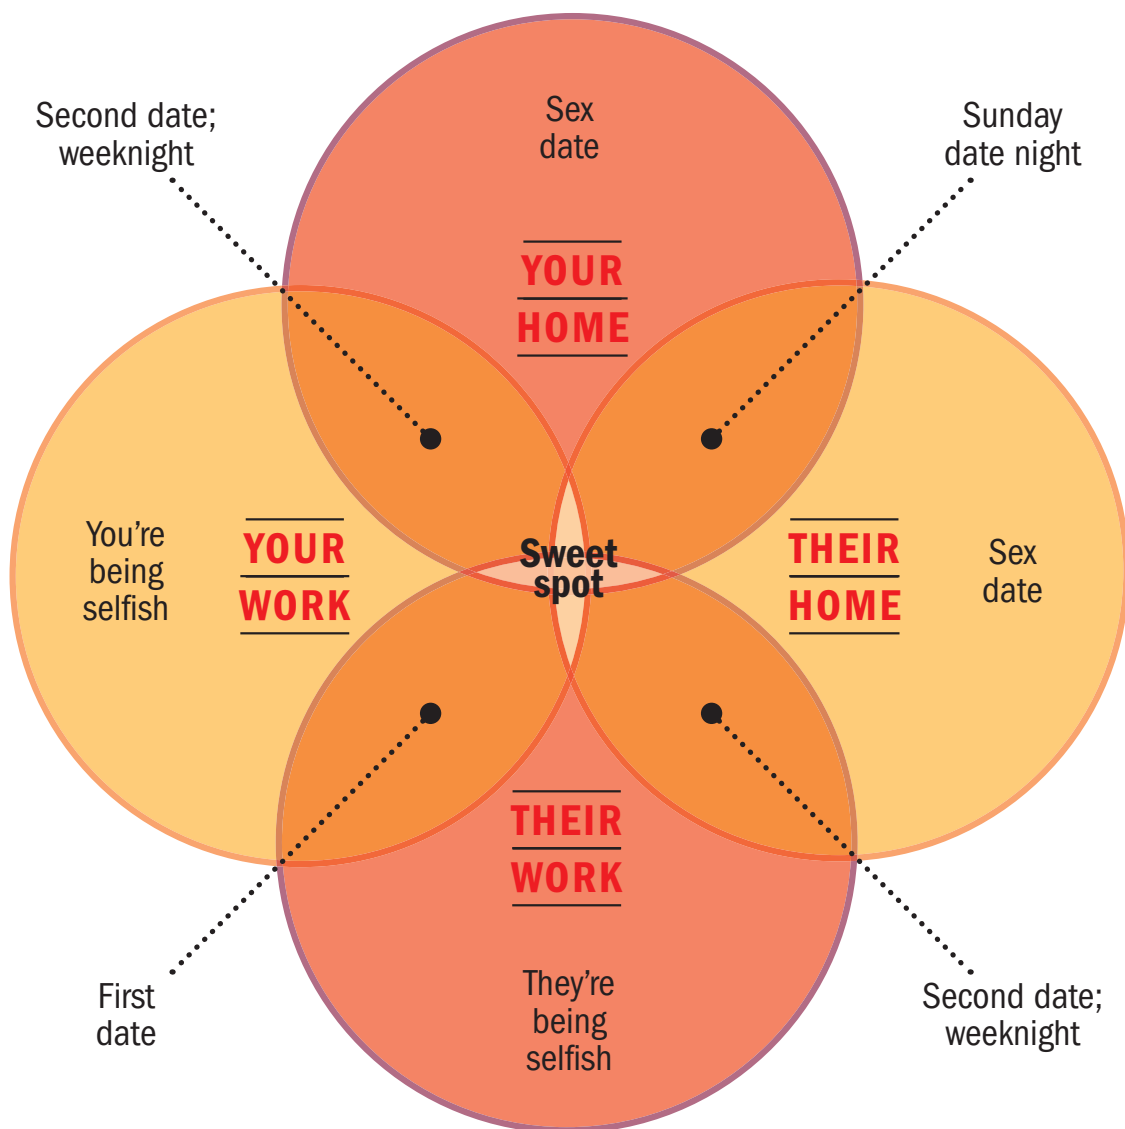 Second date;
weeknight
Sex
date
Sunday
date night
YOUR
HOME
You’re
being
selfish
YOUR
WORK
Sweet
spot
THEIR
HOME
Sex
date
THEIR
WORK
First
date
They’re
being
selfish
Second date;
weeknight